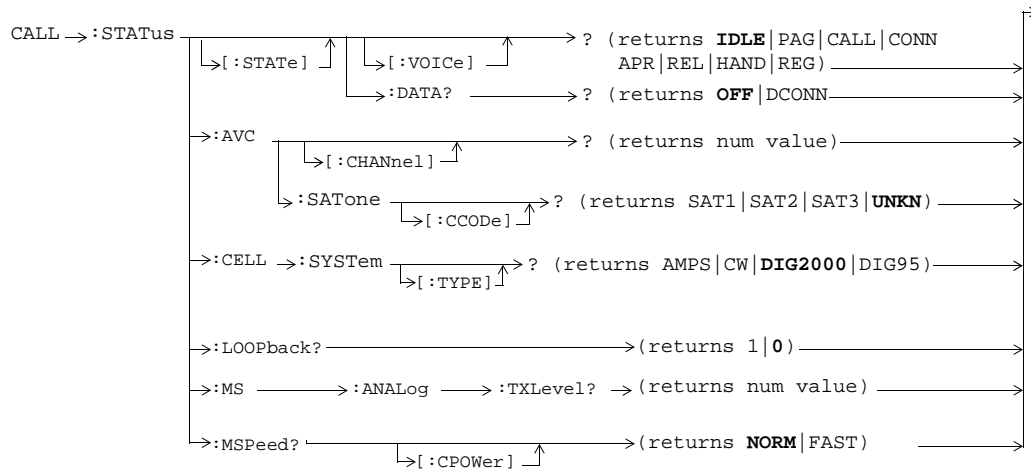 CALL :STATus ? (returns IDLE|PAG|CALL|CONN
[:STATe] [:VOICe] APR|REL|HAND|REG)
:DATA? ? (returns OFF|DCONN
:AVC ? (returns num value)
[:CHANnel]
:SATone ? (returns SAT1|SAT2|SAT3|UNKN)
[:CCODe]
:CELL :SYSTem ? (returns AMPS|CW|DIG2000|DIG95)
[:TYPE]
:LOOPback? (returns 1|0)
:MS :ANALog :TXLevel? (returns num value)
:MSPeed? (returns NORM|FAST)
[:CPOWer]